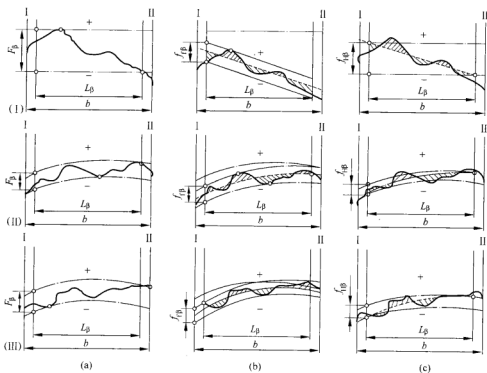 I II I II I II
+ + +
Fβ ffβ fHβ
− − −
Lβ Lβ Lβ
(I) b b b
I II I II I II
+ + +
Fβ ffβ fHβ
− − −
Lβ Lβ Lβ
(II) b b b
I II I II I II
+ + +
Fβ ffβ fHβ
− − −
Lβ Lβ Lβ
(III) b b b
(a) (b) (c)